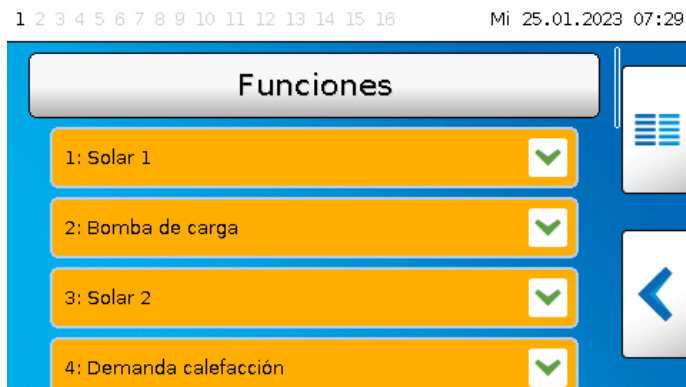 1 2 3 4 5 6 7 8 9 10 11 12 13 14 15 16 Mi 25.01.2023 07:29
Funciones
1: Solar 1
2: Bomba de carga
3: Solar 2
4: Demanda calefacción